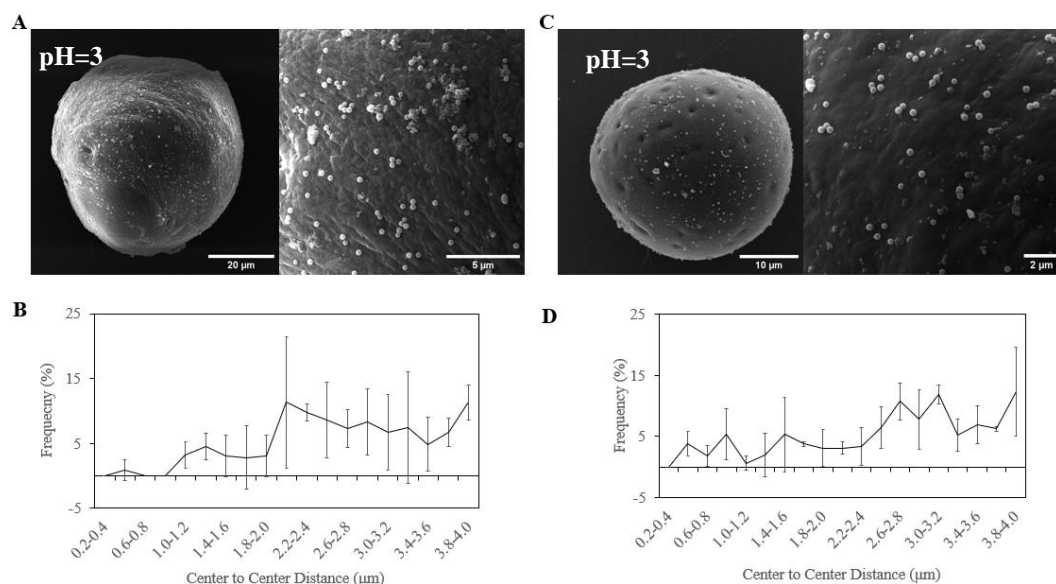 A
pH=3
20 µm
5 µm
C
pH=3
10 µm
2 µm
B
25
15
5
-5
Frequecny (%)
0.2-0.4
0.6-0.8
1.0-1.2
1.4-1.6
1.8-2.0
2.2-2.4
2.6-2.8
3.0-3.2
3.4-3.6
3.8-4.0
Center to Center Distance (µm)
D
25
15
5
-5
Frequency (%)
0.2-0.4
0.6-0.8
1.0-1.2
1.4-1.6
1.8-2.0
2.2-2.4
2.6-2.8
3.0-3.2
3.4-3.6
3.8-4.0
Center to Center Distance (µm)